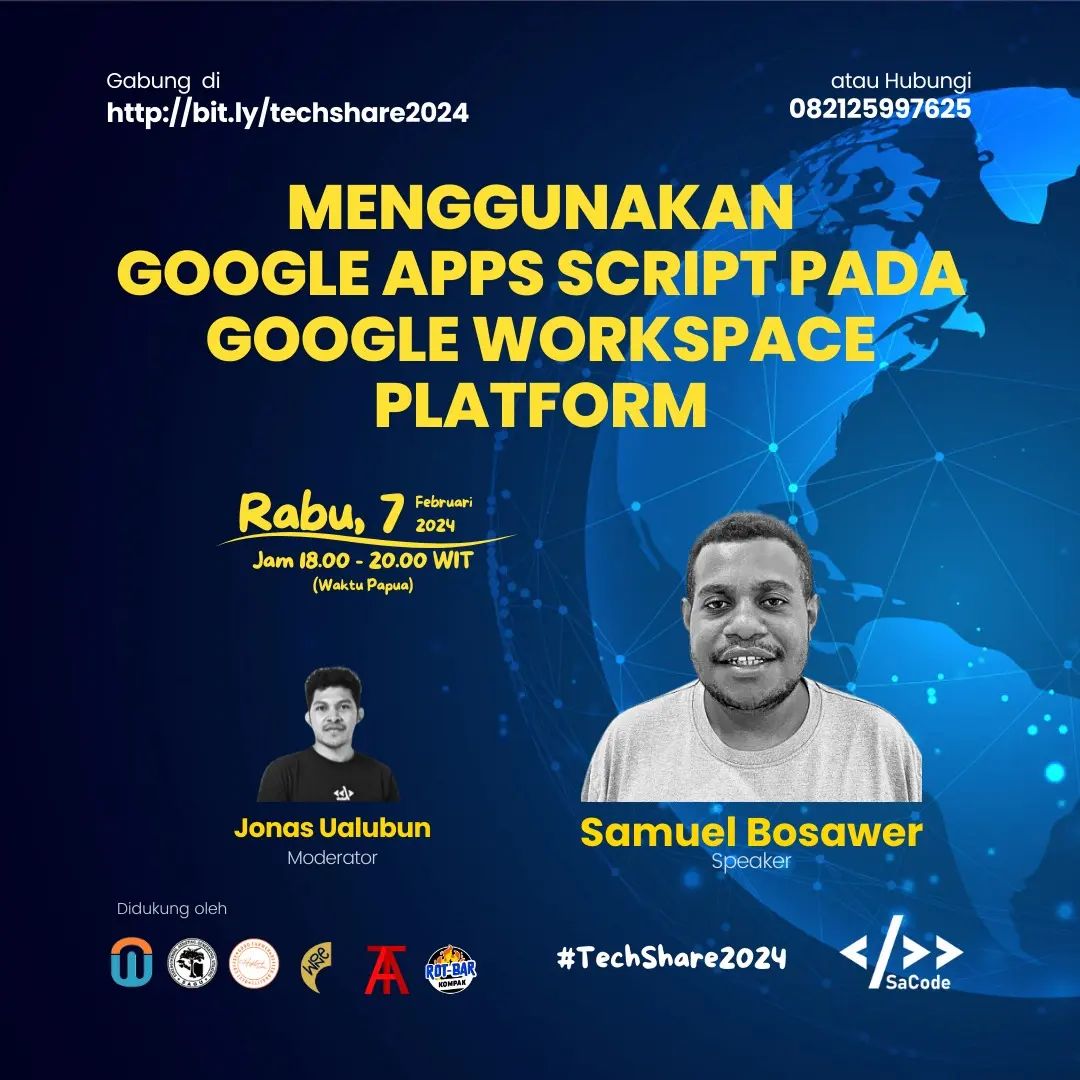 Gabung di
http://bit.ly/techshare2024
atau Hubungi
082125997625
MENGGUNAKAN
GOOGLE APPS SCRIPT PADA
GOOGLE WORKSPACE
PLATFORM
Rabu, 7 Februari
2024
Jam 18.00 - 20.00 WIT
(Waktu Papua)
Jonas Ualubun
Moderator
Samuel Bosawer
Speaker
Didukung oleh
SAGU
ROT-BAR
KOMPAK
#TechShare2024
</>>
SaCode